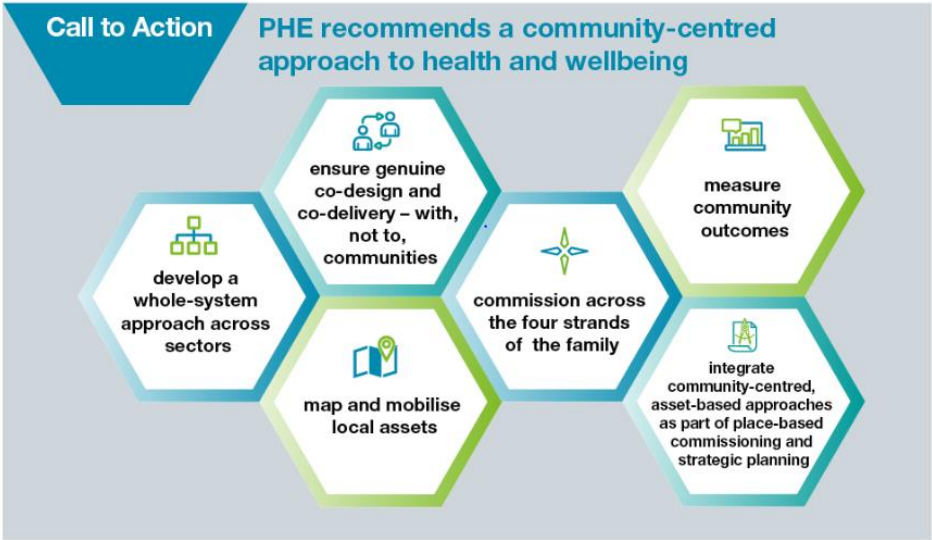 Call to Action
PHE recommends a community-centred
approach to health and wellbeing
ensure genuine
co-design and
co-delivery – with,
not to,
communities
measure
community
outcomes
develop a
whole-system
approach across
sectors
commission across
the four strands
of the family
map and mobilise
local assets
integrate
community-centred,
asset-based approaches
as part of place-based
commissioning and
strategic planning